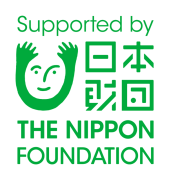 Supported by
日本
財団
THE NIPPON
FOUNDATION